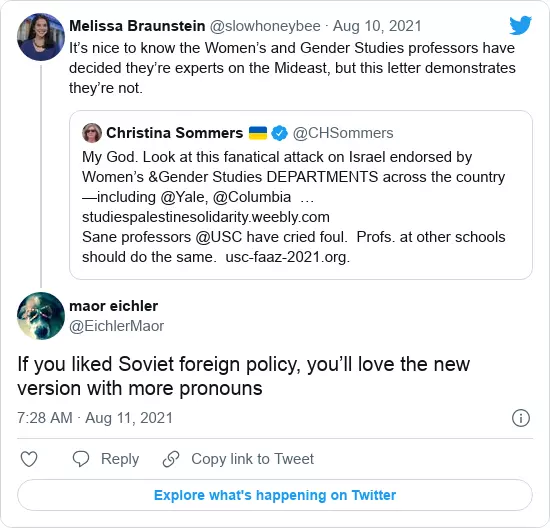 Melissa Braunstein @slowhoneybee · Aug 10, 2021
It’s nice to know the Women’s and Gender Studies professors have
decided they’re experts on the Mideast, but this letter demonstrates
they’re not.
Christina Sommers 🇺🇦 @CHSommers
My God. Look at this fanatical attack on Israel endorsed by
Women’s &Gender Studies DEPARTMENTS across the country
—including @Yale, @Columbia  …
studiespalestinesolidarity.weebly.com
Sane professors @USC have cried foul.  Profs. at other schools
should do the same.  usc-faaz-2021.org.
maor eichler
@EichlerMaor
If you liked Soviet foreign policy, you’ll love the new
version with more pronouns
7:28 AM · Aug 11, 2021
Reply
Copy link to Tweet
Explore what's happening on Twitter